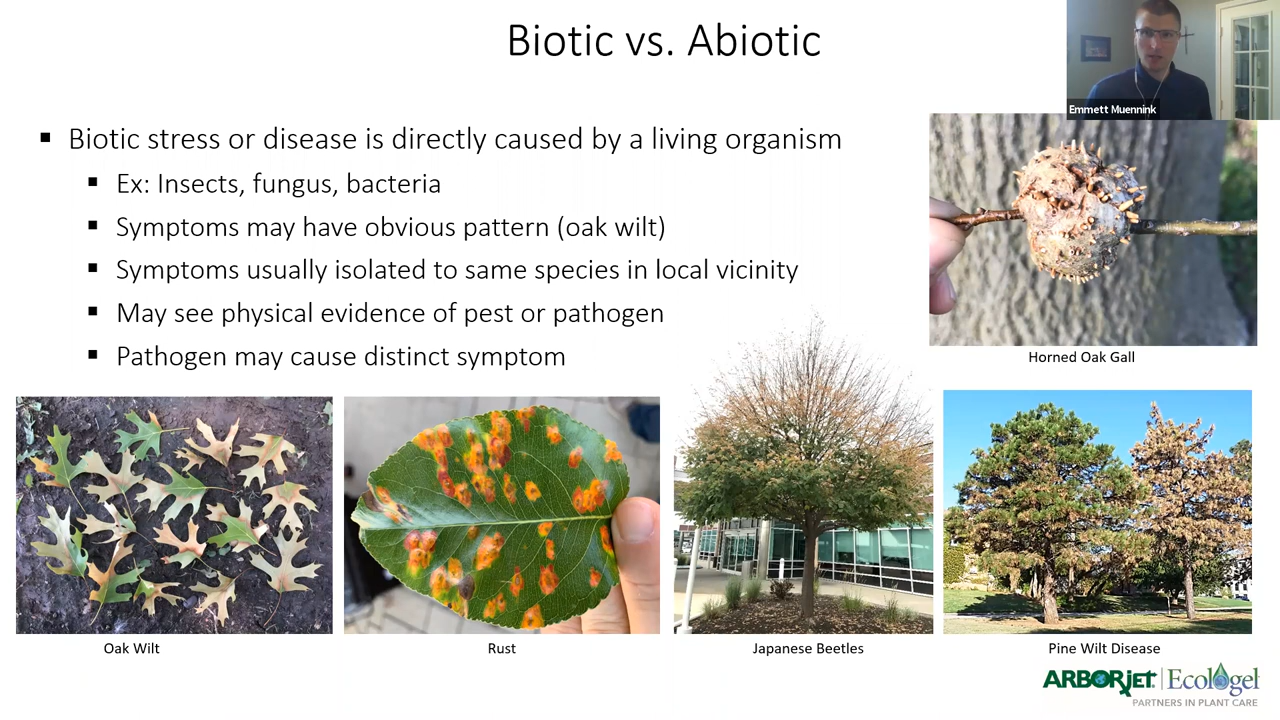 Biotic vs. Abiotic
Emmett Muennink
▪ Biotic stress or disease is directly caused by a living organism
▪ Ex: Insects, fungus, bacteria
▪ Symptoms may have obvious pattern (oak wilt)
▪ Symptoms usually isolated to same species in local vicinity
▪ May see physical evidence of pest or pathogen
▪ Pathogen may cause distinct symptom
Horned Oak Gall
Oak Wilt
Rust
Japanese Beetles
Pine Wilt Disease
ARBORjET | Ecologel
PARTNERS IN PLANT CARE